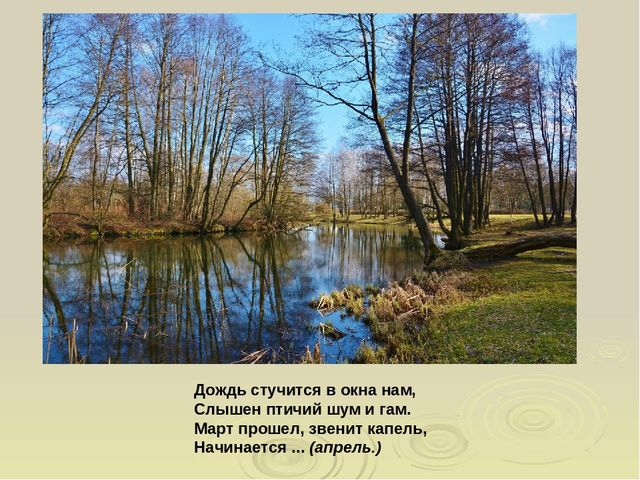 Дождь стучится в окна нам,
Слышен птичий шум и гам.
Март прошел, звенит капель,
Начинается ... (апрель.)